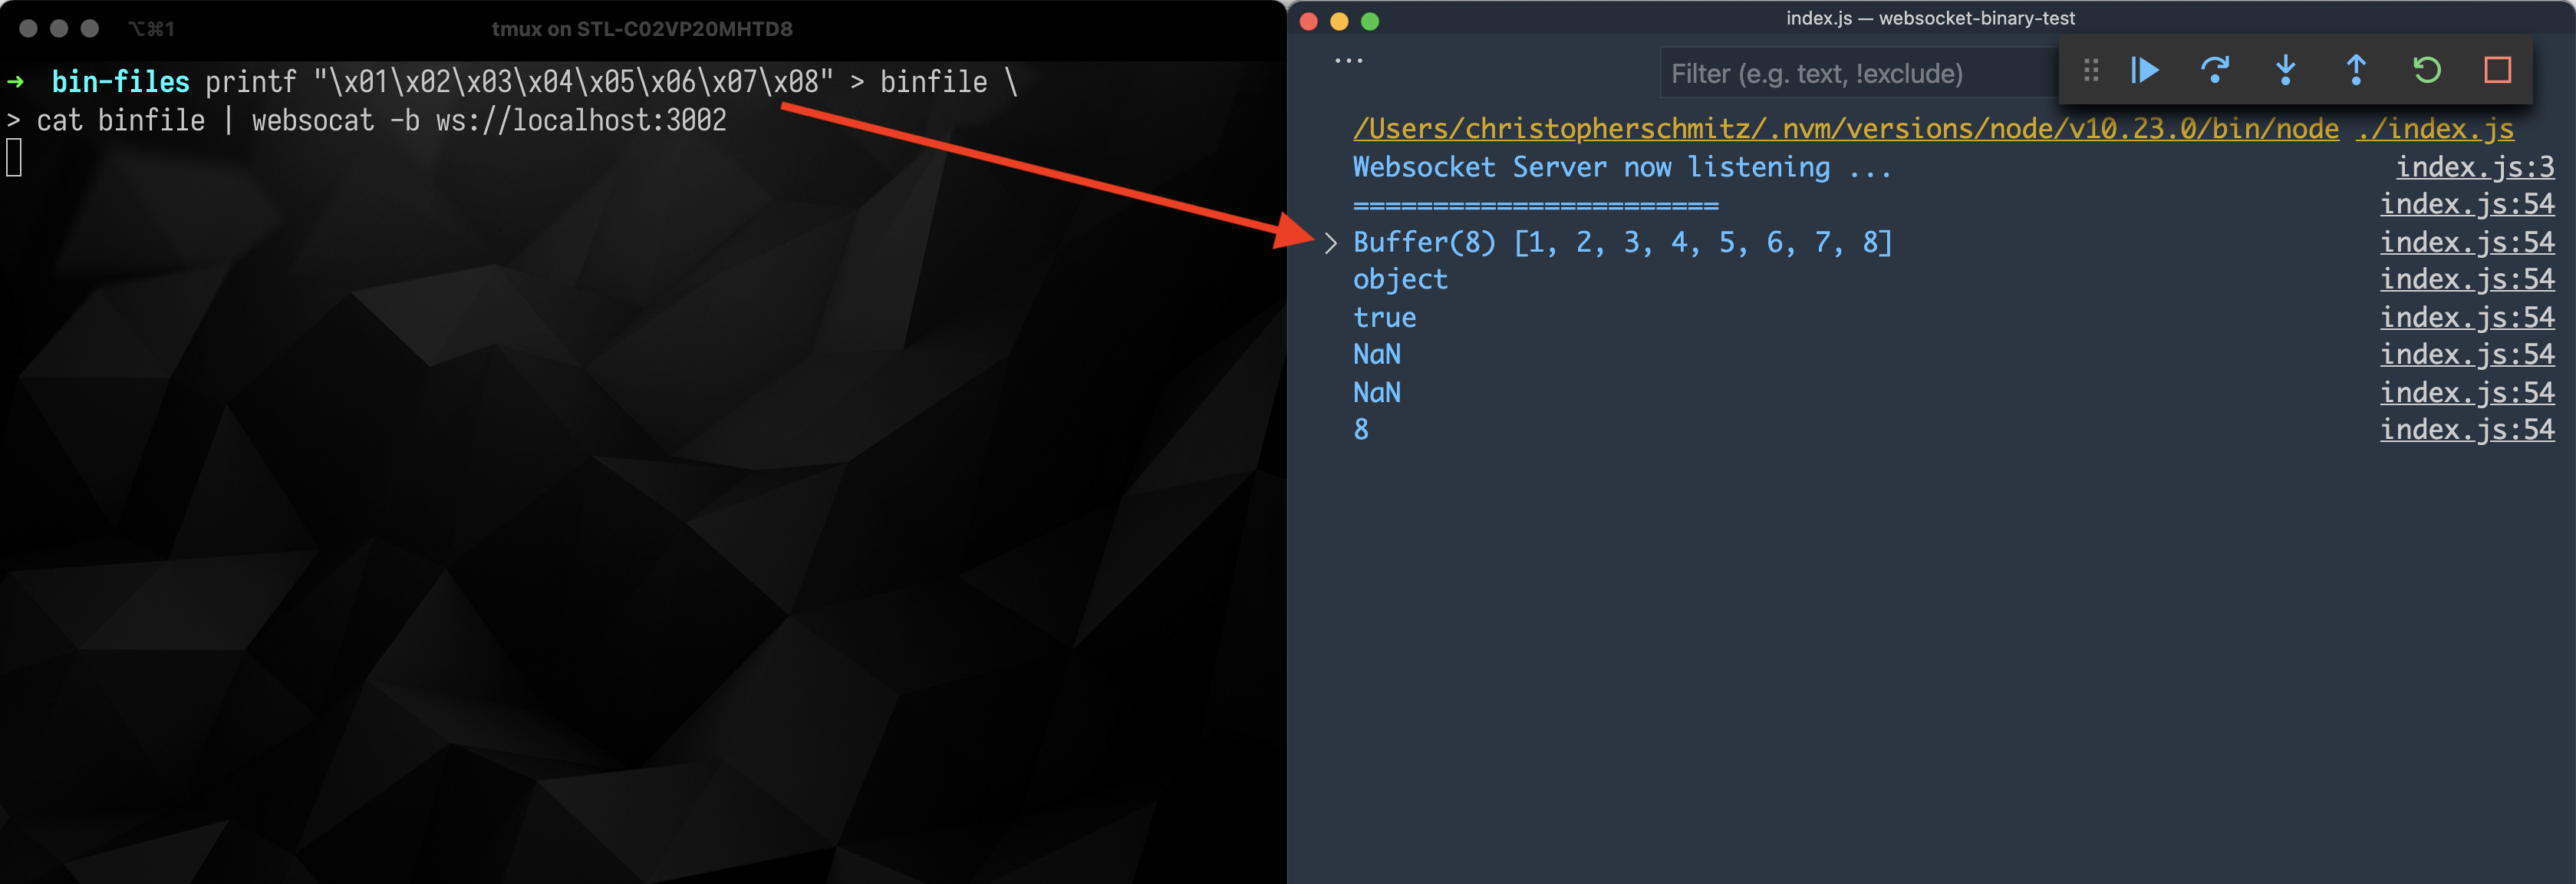 ⌥⌘1
tmux on STL-C02VP20MHTD8
➜ bin-files printf "\x01\x02\x03\x04\x05\x06\x07\x08" > binfile \
> cat binfile | websocat -b ws://localhost:3002
index.js — websocket-binary-test
...
Filter (e.g. text, !exclude)
/Users/christopherschmitz/.nvm/versions/node/v10.23.0/bin/node ./index.js
Websocket Server now listening ... index.js:3
======================= index.js:54
> Buffer(8) [1, 2, 3, 4, 5, 6, 7, 8] index.js:54
object index.js:54
true index.js:54
NaN index.js:54
NaN index.js:54
8 index.js:54